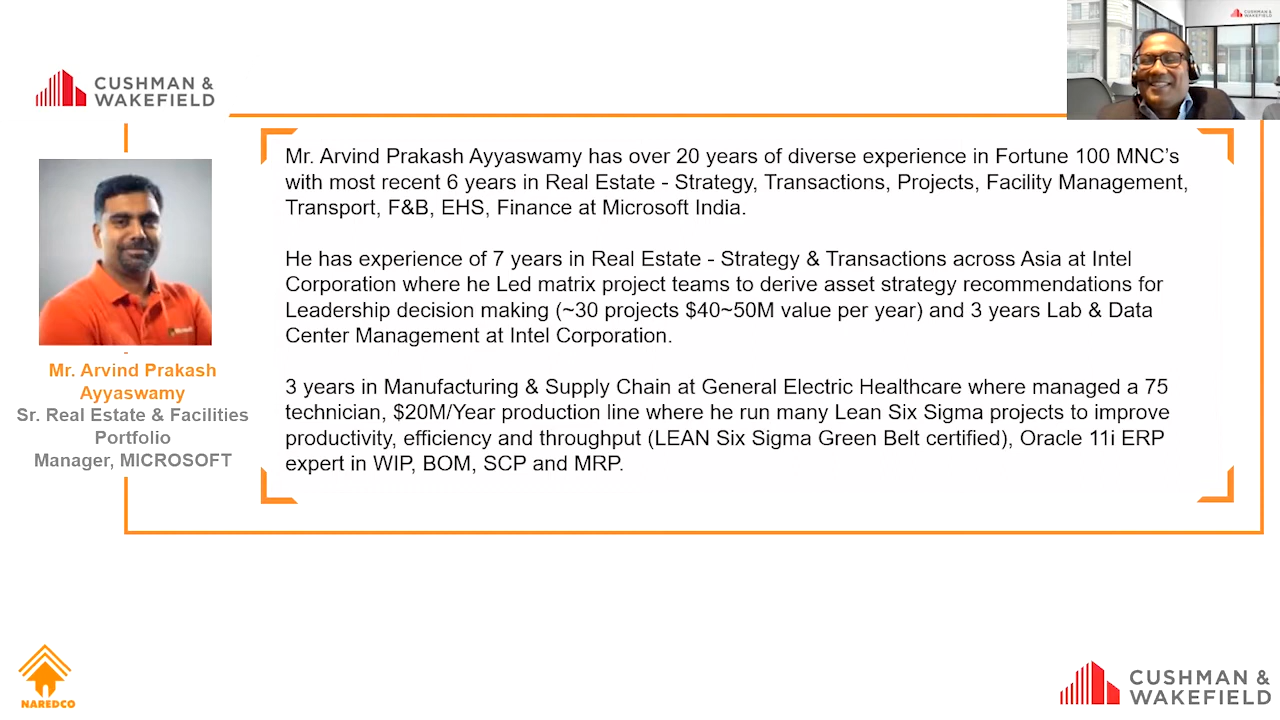 CUSHMAN &
WAKEFIELD
CUSHMAN &
WAKEFIELD
Mr. Arvind Prakash Ayyaswamy has over 20 years of diverse experience in Fortune 100 MNC’s
with most recent 6 years in Real Estate - Strategy, Transactions, Projects, Facility Management,
Transport, F&B, EHS, Finance at Microsoft India.
He has experience of 7 years in Real Estate - Strategy & Transactions across Asia at Intel
Corporation where he Led matrix project teams to derive asset strategy recommendations for
Leadership decision making (~30 projects $40~50M value per year) and 3 years Lab & Data
Center Management at Intel Corporation.
3 years in Manufacturing & Supply Chain at General Electric Healthcare where managed a 75
technician, $20M/Year production line where he run many Lean Six Sigma projects to improve
productivity, efficiency and throughput (LEAN Six Sigma Green Belt certified), Oracle 11i ERP
expert in WIP, BOM, SCP and MRP.
Mr. Arvind Prakash
Ayyaswamy
Sr. Real Estate & Facilities
Portfolio
Manager, MICROSOFT
NAREDCO
CUSHMAN &
WAKEFIELD